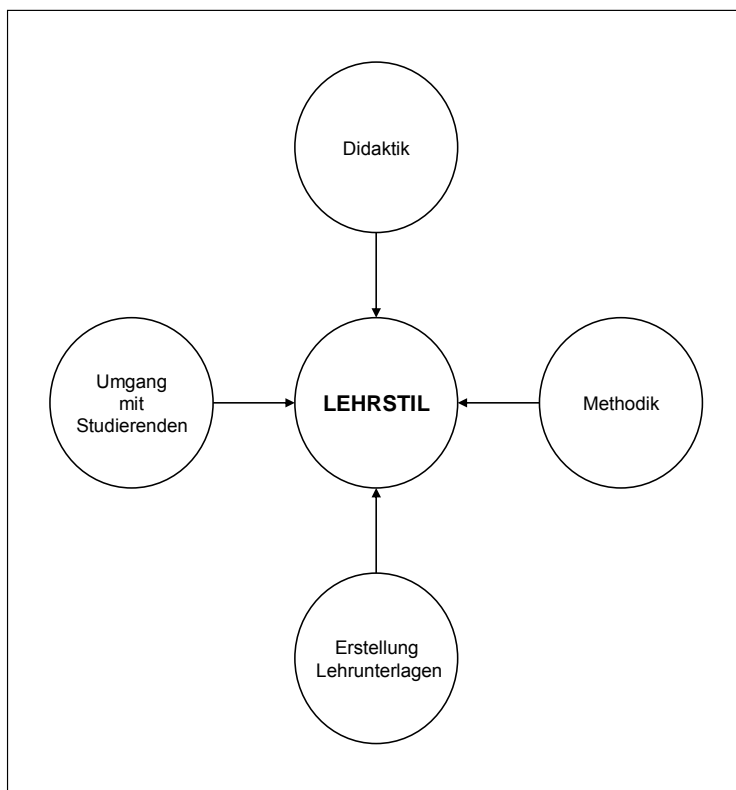 Didaktik
Umgang
mit
Studierenden
LEHRSTIL
Methodik
Erstellung
Lehrunterlagen